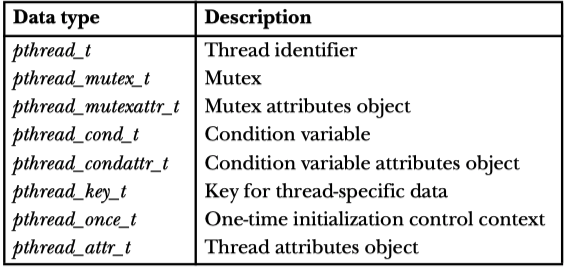 Data type Description
pthread_t Thread identifier
pthread_mutex_t Mutex
pthread_mutexattr_t Mutex attributes object
pthread_cond_t Condition variable
pthread_condattr_t Condition variable attributes object
pthread_key_t Key for thread-specific data
pthread_once_t One-time initialization control context
pthread_attr_t Thread attributes object